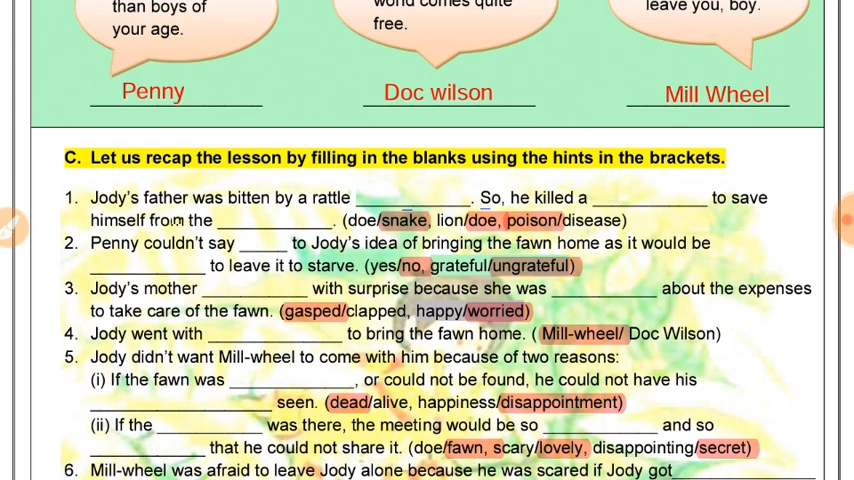 than boys of
your age.
world comes quite
free.
leave you, boy.
Penny
Doc wilson
Mill Wheel
C. Let us recap the lesson by filling in the blanks using the hints in the brackets.
1. Jody's father was bitten by a rattle ____________. So, he killed a ____________ to save
himself from the ____________. (doe/snake, lion/doe, poison/disease)
2. Penny couldn't say _____ to Jody's idea of bringing the fawn home as it would be
____________ to leave it to starve. (yes/no, grateful/ungrateful)
3. Jody's mother ___________ with surprise because she was ___________ about the expenses
to take care of the fawn. (gasped/clapped, happy/worried)
4. Jody went with ______________ to bring the fawn home. ( Mill-wheel/ Doc Wilson)
5. Jody didn't want Mill-wheel to come with him because of two reasons:
(i) If the fawn was _____________, or could not be found, he could not have his
___________________ seen. (dead/alive, happiness/disappointment)
(ii) If the ___________ was there, the meeting would be so ____________ and so
____________ that he could not share it. (doe/fawn, scary/lovely, disappointing/secret)
6. Mill-wheel was afraid to leave Jody alone because he was scared if Jody got_______________